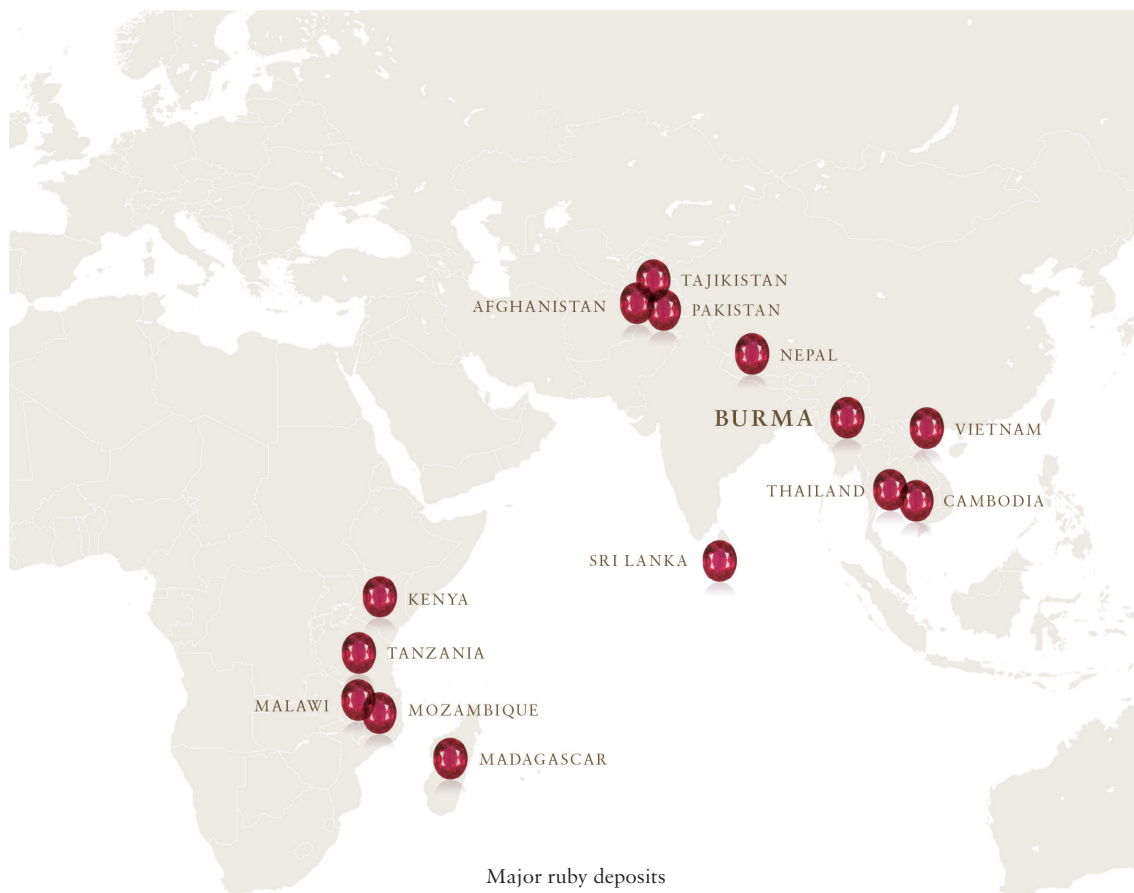 TAJIKISTAN
AFGHANISTAN
PAKISTAN
NEPAL
BURMA
VIETNAM
THAILAND
CAMBODIA
SRI LANKA
KENYA
TANZANIA
MALAWI
MOZAMBIQUE
MADAGASCAR
Major ruby deposits